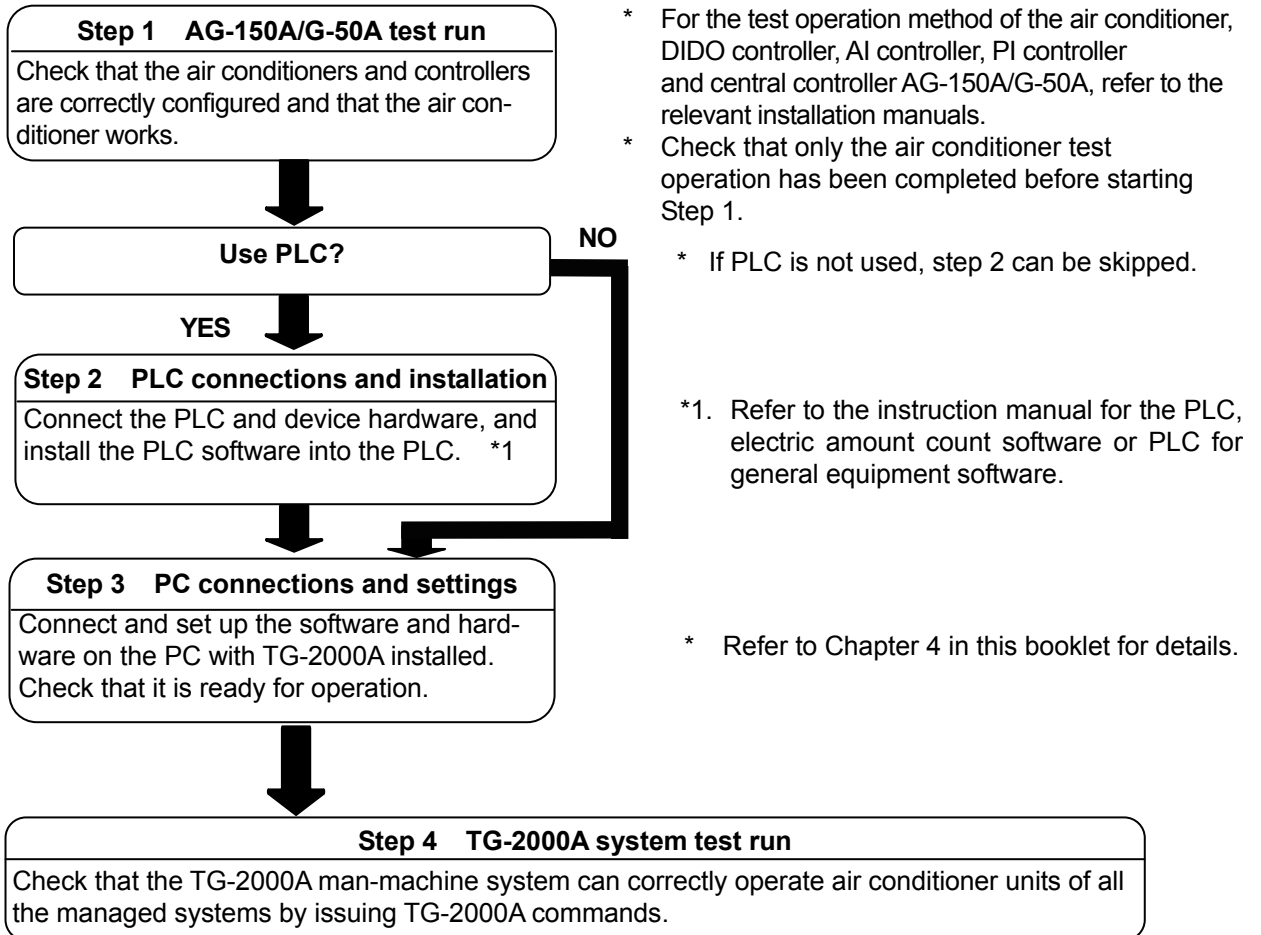 Step 1 AG-150A/G-50A test run
Check that the air conditioners and controllers
are correctly configured and that the air con-
ditioner works.
* For the test operation method of the air conditioner,
DIDO controller, AI controller, PI controller
and central controller AG-150A/G-50A, refer to the
relevant installation manuals.
* Check that only the air conditioner test
operation has been completed before starting
Step 1.
Use PLC?
NO
* If PLC is not used, step 2 can be skipped.
YES
Step 2 PLC connections and installation
Connect the PLC and device hardware, and
install the PLC software into the PLC. *1
*1. Refer to the instruction manual for the PLC,
electric amount count software or PLC for
general equipment software.
Step 3 PC connections and settings
Connect and set up the software and hard-
ware on the PC with TG-2000A installed.
Check that it is ready for operation.
* Refer to Chapter 4 in this booklet for details.
Step 4 TG-2000A system test run
Check that the TG-2000A man-machine system can correctly operate air conditioner units of all
the managed systems by issuing TG-2000A commands.